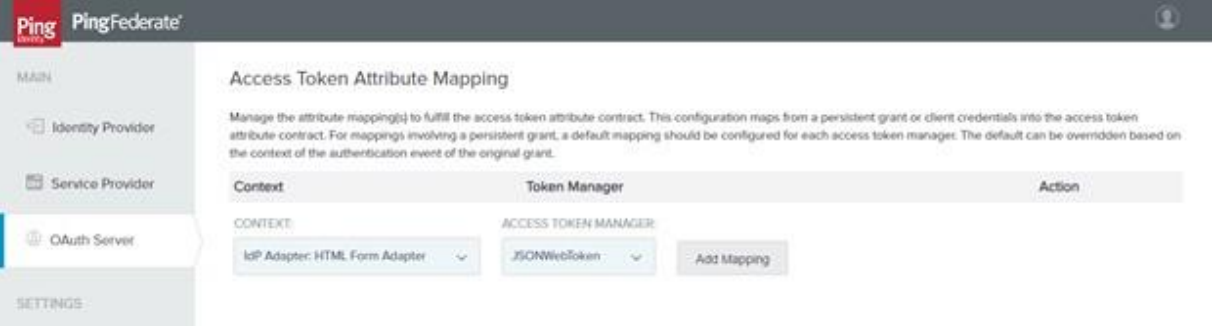 Ping
Identity
PingFederate®
MAIN
Identity Provider
Service Provider
OAuth Server
SETTINGS
Access Token Attribute Mapping
Manage the attribute mapping(s) to fulfill the access token attribute contract. This configuration maps from a persistent grant or client credentials into the access token
attribute contract. For mappings involving a persistent grant, a default mapping should be configured for each access token manager. The default can be overridden based on
the context of the authentication event of the original grant.
Context Token Manager Action
CONTEXT: ACCESS TOKEN MANAGER:
IdP Adapter: HTML Form Adapter JSONWebToken Add Mapping